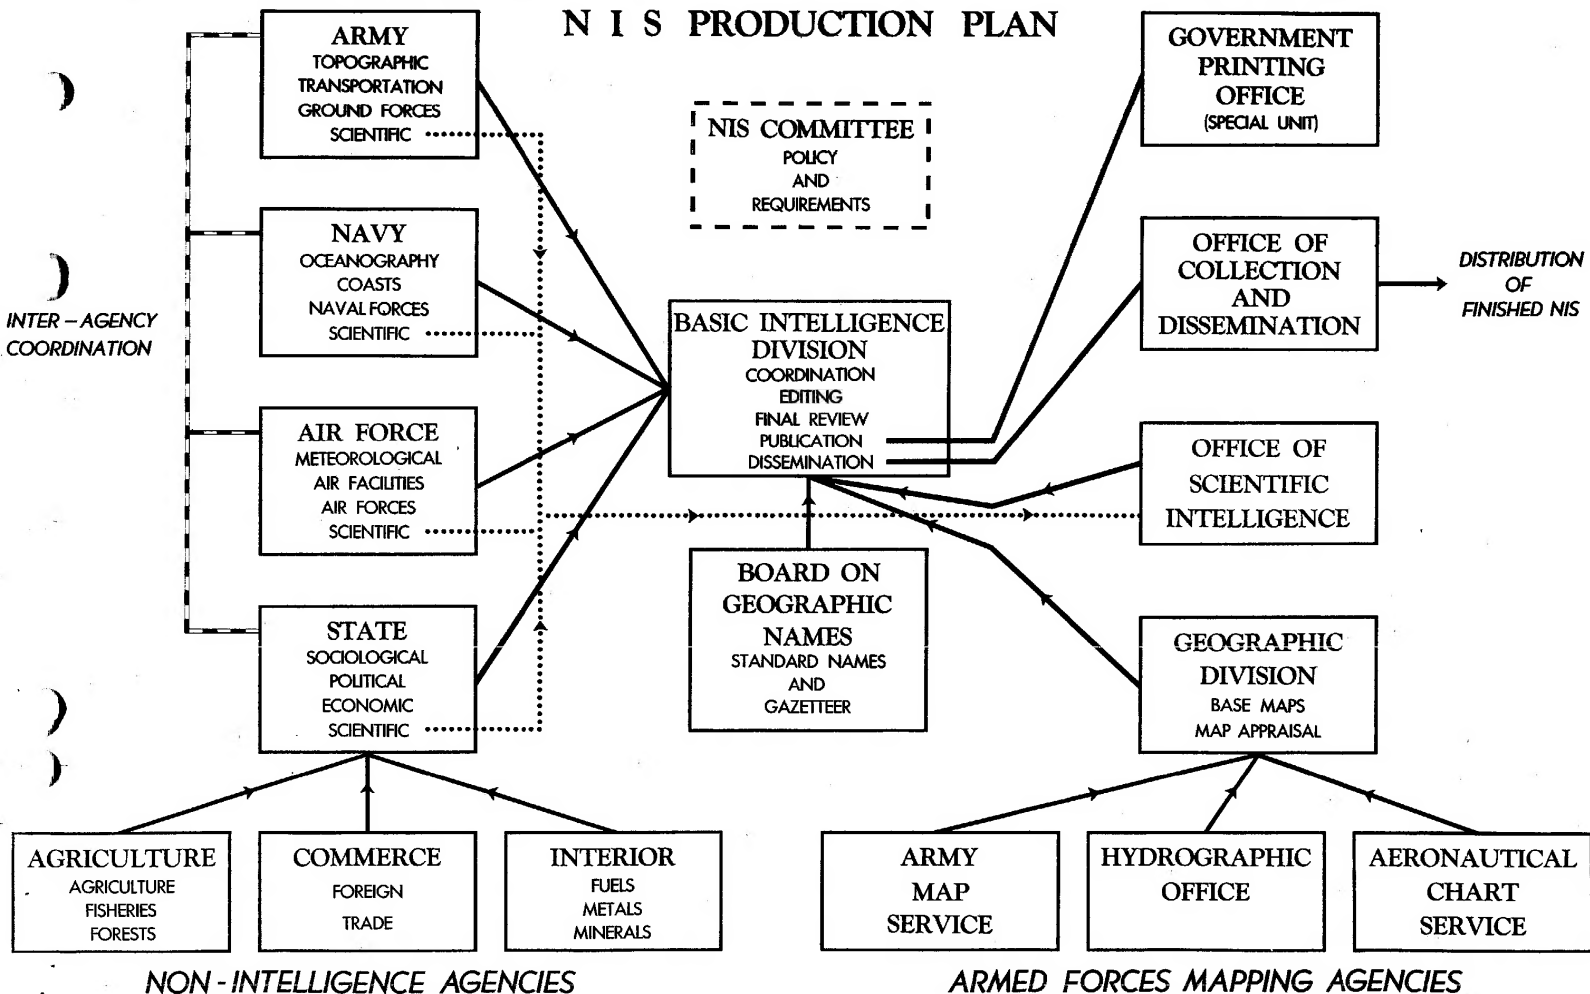 N I S PRODUCTION PLAN
ARMY
TOPOGRAPHIC
TRANSPORTATION
GROUND FORCES
SCIENTIFIC
NAVY
OCEANOGRAPHY
COASTS
NAVAL FORCES
SCIENTIFIC
INTER - AGENCY
COORDINATION
AIR FORCE
METEOROLOGICAL
AIR FACILITIES
AIR FORCES
SCIENTIFIC
STATE
SOCIOLOGICAL
POLITICAL
ECONOMIC
SCIENTIFIC
NIS COMMITTEE
POLICY
AND
REQUIREMENTS
BASIC INTELLIGENCE
DIVISION
COORDINATION
EDITING
FINAL REVIEW
PUBLICATION
DISSEMINATION
BOARD ON
GEOGRAPHIC
NAMES
STANDARD NAMES
AND
GAZETTEER
GOVERNMENT
PRINTING
OFFICE
(SPECIAL UNIT)
OFFICE OF
COLLECTION
AND
DISSEMINATION
DISTRIBUTION
OF
FINISHED NIS
OFFICE OF
SCIENTIFIC
INTELLIGENCE
GEOGRAPHIC
DIVISION
BASE MAPS
MAP APPRAISAL
AGRICULTURE
AGRICULTURE
FISHERIES
FORESTS
COMMERCE
FOREIGN
TRADE
INTERIOR
FUELS
METALS
MINERALS
NON - INTELLIGENCE AGENCIES
ARMY
MAP
SERVICE
HYDROGRAPHIC
OFFICE
AERONAUTICAL
CHART
SERVICE
ARMED FORCES MAPPING AGENCIES